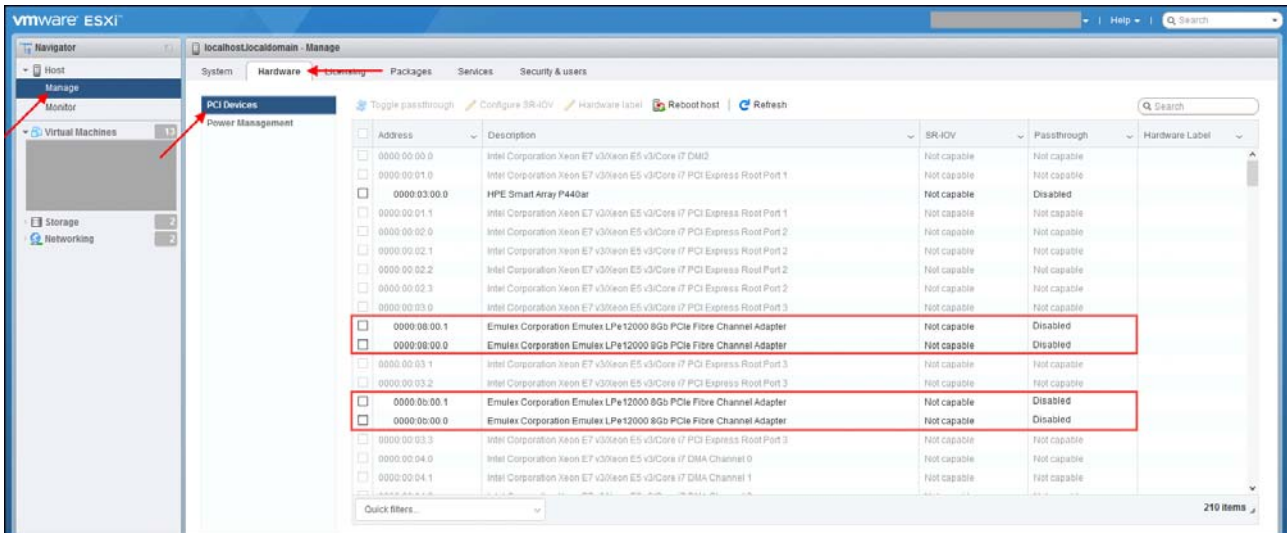 vmware ESXi
Help
Search
Navigator
localhost.localdomain - Manage
Host
Manage
Monitor
Virtual Machines
13
Storage
2
Networking
2
System Hardware Licensing Packages Services Security & users
PCI Devices
Power Management
Toggle passthrough Configure SR-IOV Hardware label Reboot host Refresh
Search
Address Description SR-IOV Passthrough Hardware Label
0000:00:00.0 Intel Corporation Xeon E7 v3/Xeon E5 v3/Core i7 DMI2 Not capable Not capable
0000:00:01.0 Intel Corporation Xeon E7 v3/Xeon E5 v3/Core i7 PCI Express Root Port 1 Not capable Not capable
0000:03:00.0 HPE Smart Array P440ar Not capable Disabled
0000:00:01.1 Intel Corporation Xeon E7 v3/Xeon E5 v3/Core i7 PCI Express Root Port 1 Not capable Not capable
0000:00:02.0 Intel Corporation Xeon E7 v3/Xeon E5 v3/Core i7 PCI Express Root Port 2 Not capable Not capable
0000:00:02.1 Intel Corporation Xeon E7 v3/Xeon E5 v3/Core i7 PCI Express Root Port 2 Not capable Not capable
0000:00:02.2 Intel Corporation Xeon E7 v3/Xeon E5 v3/Core i7 PCI Express Root Port 2 Not capable Not capable
0000:00:02.3 Intel Corporation Xeon E7 v3/Xeon E5 v3/Core i7 PCI Express Root Port 2 Not capable Not capable
0000:00:03.0 Intel Corporation Xeon E7 v3/Xeon E5 v3/Core i7 PCI Express Root Port 3 Not capable Not capable
0000:08:00.1 Emulex Corporation Emulex LPe12000 8Gb PCIe Fibre Channel Adapter Not capable Disabled
0000:08:00.0 Emulex Corporation Emulex LPe12000 8Gb PCIe Fibre Channel Adapter Not capable Disabled
0000:00:03.1 Intel Corporation Xeon E7 v3/Xeon E5 v3/Core i7 PCI Express Root Port 3 Not capable Not capable
0000:00:03.2 Intel Corporation Xeon E7 v3/Xeon E5 v3/Core i7 PCI Express Root Port 3 Not capable Not capable
0000:0b:00.1 Emulex Corporation Emulex LPe12000 8Gb PCIe Fibre Channel Adapter Not capable Disabled
0000:0b:00.0 Emulex Corporation Emulex LPe12000 8Gb PCIe Fibre Channel Adapter Not capable Disabled
0000:00:03.3 Intel Corporation Xeon E7 v3/Xeon E5 v3/Core i7 PCI Express Root Port 3 Not capable Not capable
0000:00:04.0 Intel Corporation Xeon E7 v3/Xeon E5 v3/Core i7 DMA Channel 0 Not capable Not capable
0000:00:04.1 Intel Corporation Xeon E7 v3/Xeon E5 v3/Core i7 DMA Channel 1 Not capable Not capable
Quick filters...
210 items